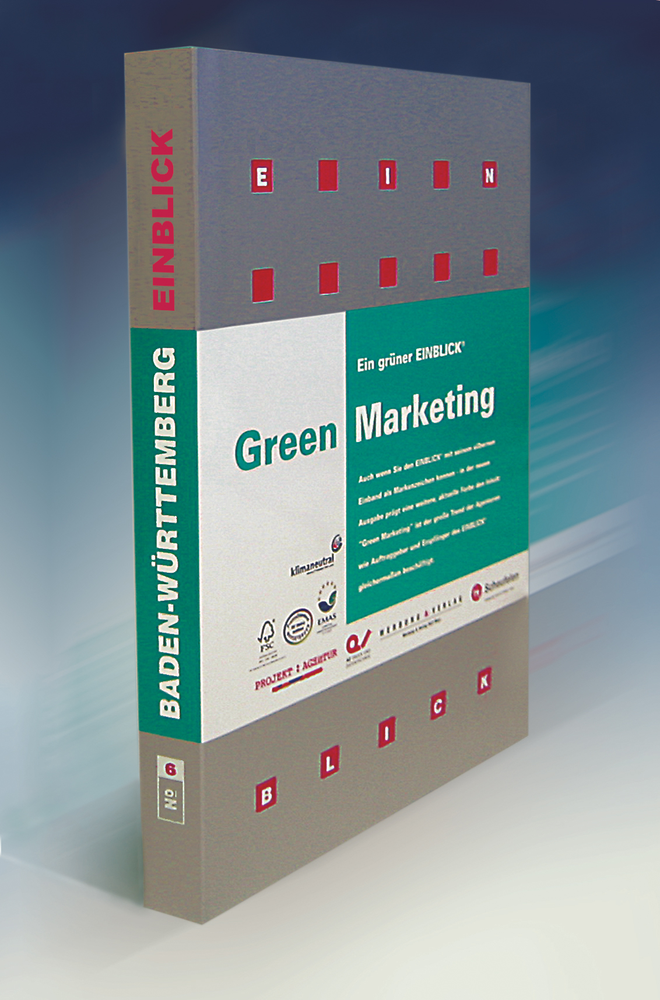 EINBLICK
BADEN-WÜRTTEMBERG
6
No
E I N
Ein grüner EINBLICK®
Green Marketing
Auch wenn Sie den EINBLICK® mit seinem silbernen
Einband als Markenzeichen kennen - in der neuen
Ausgabe prägt eine weitere, aktuelle Farbe den Inhalt:
"Green Marketing" ist der große Trend der Agenturen
wie Auftraggeber und Empfänger des EINBLICK®
gleichermaßen beschäftigt.
klimaneutral
EMAS
FSC
PROJEKT:AGENTUR
WERBUNG & VERLAG
Scheufelen
B L I C K